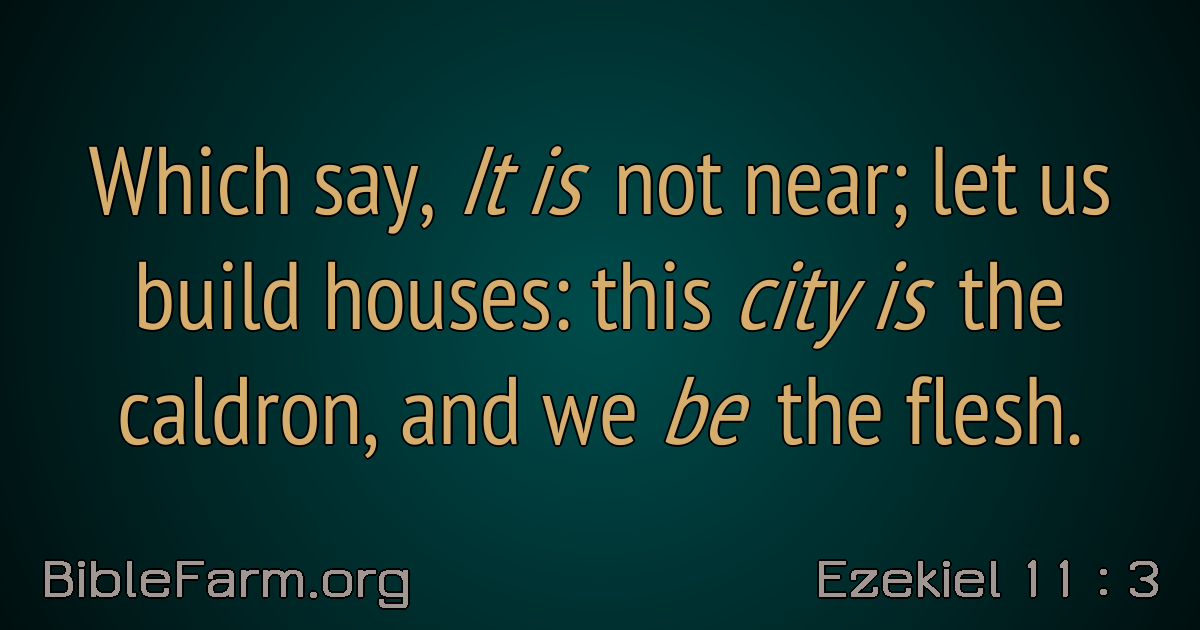 Which say, It is not near; let us
build houses: this city is the
caldron, and we be the flesh.
BibleFarm.org
Ezekiel 11 : 3